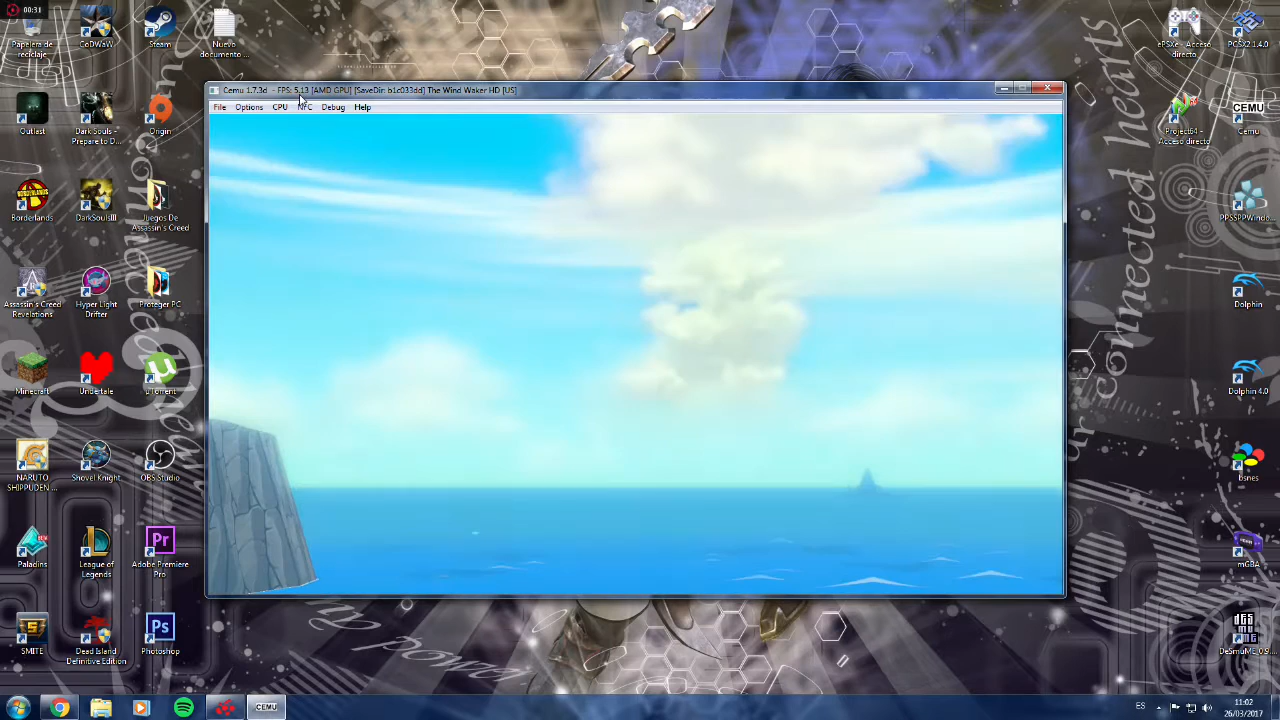 00:31
Papelera de
reciclaje
CoDWaW
Steam
Nuevo
documento ...
ePSXe - Acceso
directo
PCSX2 1.4.0
Cemu 1.7.3d - FPS: 5.13 [AMD GPU] [SaveDir: b1c033dd] The Wind Waker HD [US]
File Options CPU NFC Debug Help
Outlast
Dark Souls -
Prepare to D...
Origin
Project64 -
Acceso directo
CEMU
Cemu
Borderlands
DarkSoulsIII
Juegos De
Assassin's Creed
PPSSPPWindo...
Assassin's Creed
Revelations
Hyper Light
Drifter
Proteger PC
Dolphin
Minecraft
Undertale
µTorrent
Dolphin 4.0
NARUTO
SHIPPUDEN ...
Shovel Knight
OBS Studio
bsnes
Paladins
League of
Legends
Pr
Adobe Premiere
Pro
mGBA
SMITE
Dead Island
Definitive Edition
Ps
Photoshop
DeSmuME_0.9...
connected hearts
CEMU
ES
11:02
26/03/2017